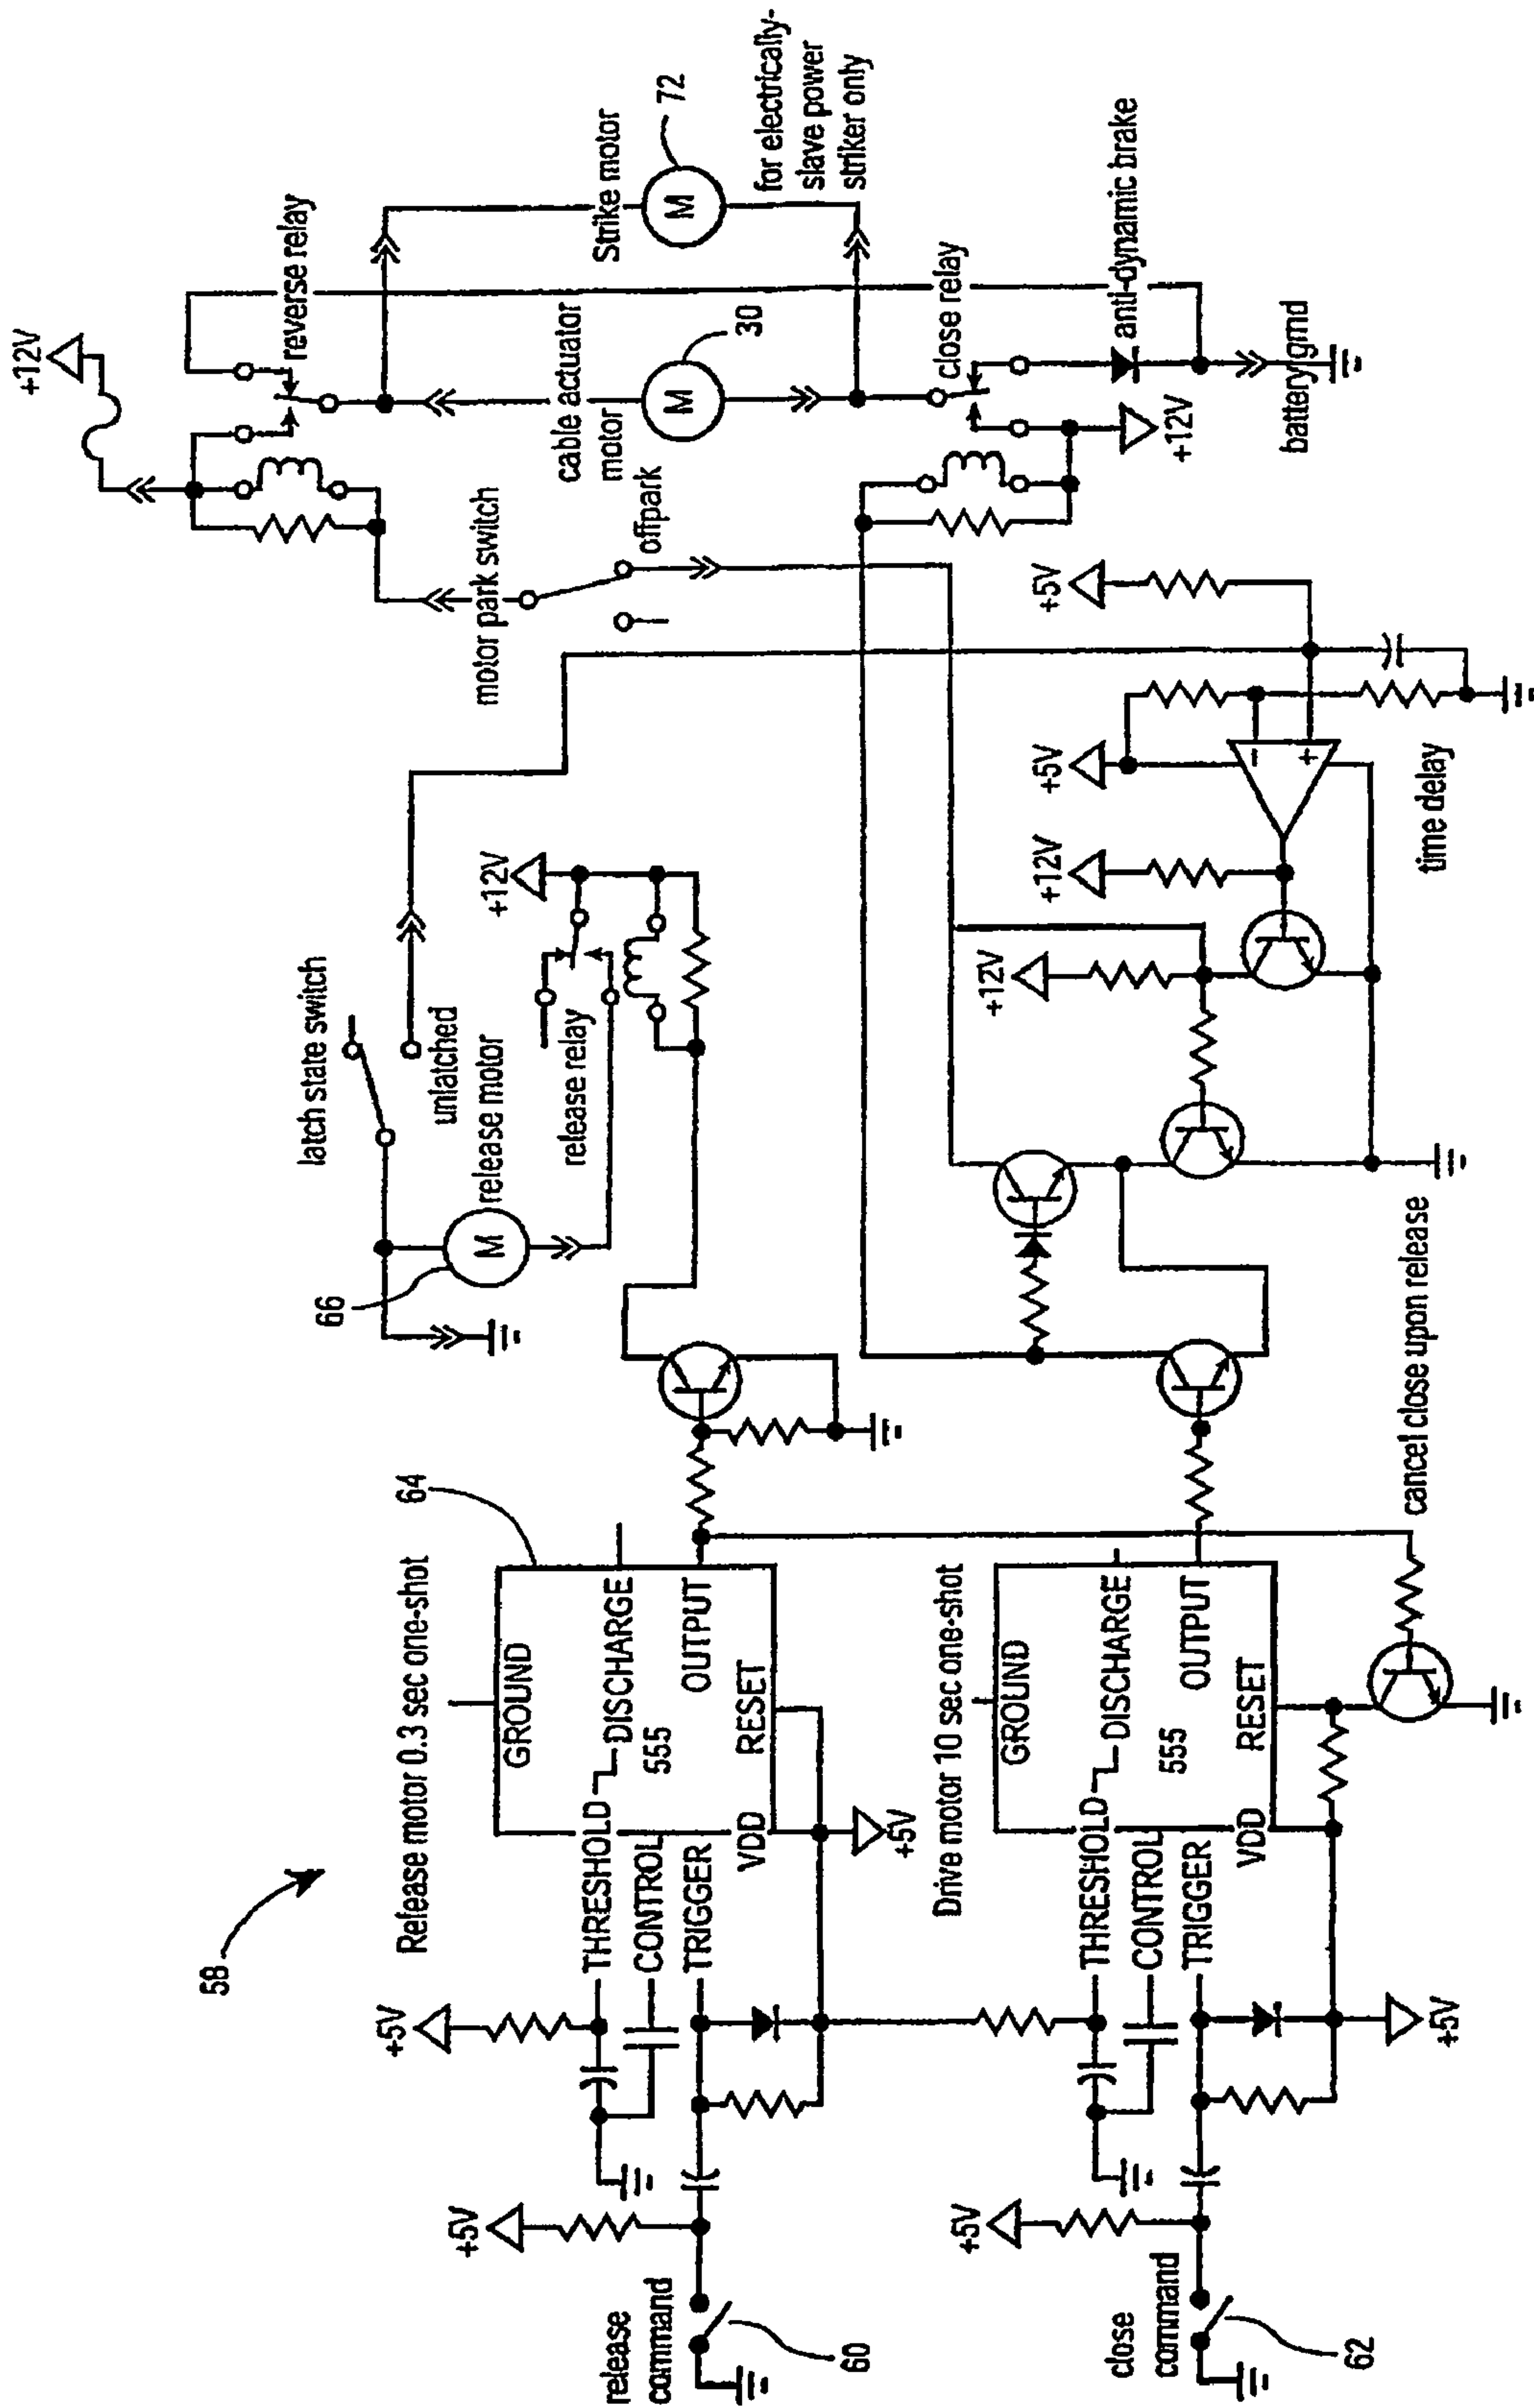 58
+5V
Release motor 0.3 sec one-shot
64
GROUND
THRESHOLD
DISCHARGE
CONTROL
555
TRIGGER
OUTPUT
VDD
RESET
+5V
+5V
release
command
60
66
release motor
M
latch state switch
unlatched
release relay
+12V
+12V
reverse relay
motor park switch
offpark
cable actuator
motor
M
30
Strike motor
M
72
for electrically-
slave power
striker only
close relay
+12V
anti-dynamic brake
battery gmd
Drive motor 10 sec one-shot
GROUND
THRESHOLD
DISCHARGE
CONTROL
555
TRIGGER
OUTPUT
VDD
RESET
+5V
+5V
close
command
62
cancel close upon release
+12V
+12V
+5V
+5V
-
+
time delay